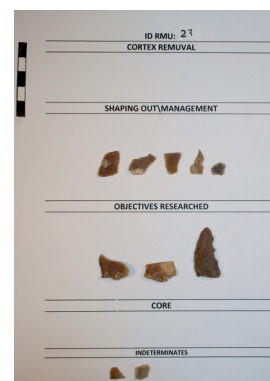 ID RMU: 27
CORTEX REMUVAL
SHAPING OUT\MANAGEMENT
OBJECTIVES RESEARCHED
CORE
INDETERMINATES